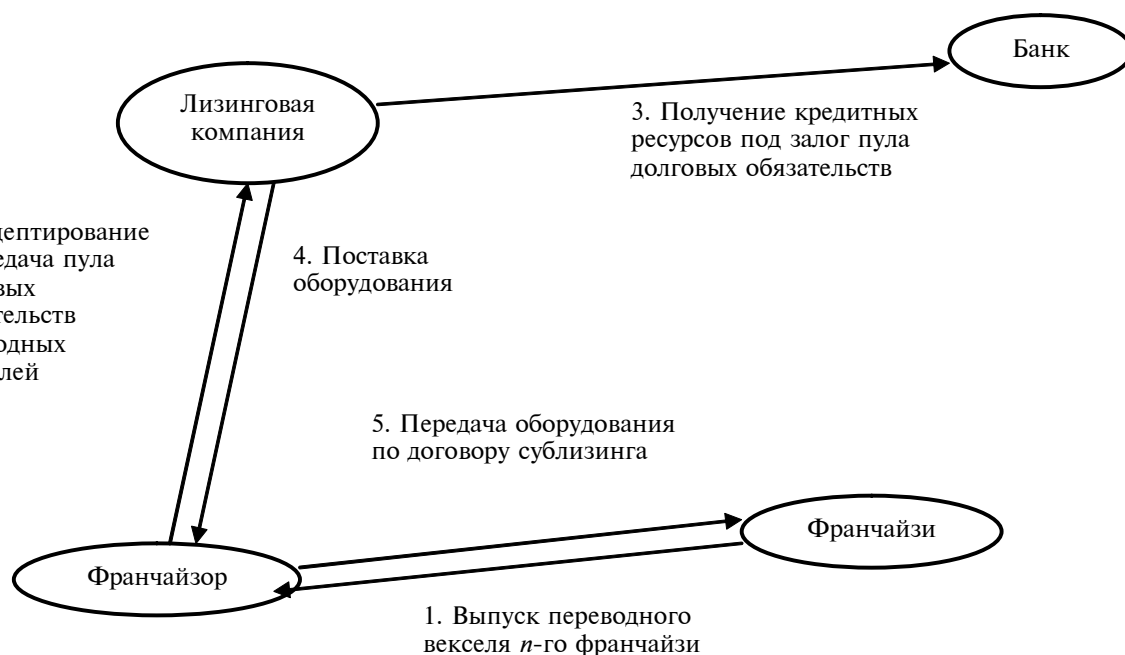 Банк
Лизинговая
компания
3. Получение кредитных
ресурсов под залог пула
долговых обязательств
4. Поставка
оборудования
5. Передача оборудования
по договору сублизинга
пула
Франчайзи
Франчайзор
1. Выпуск переводного
векселя n-го франчайзи